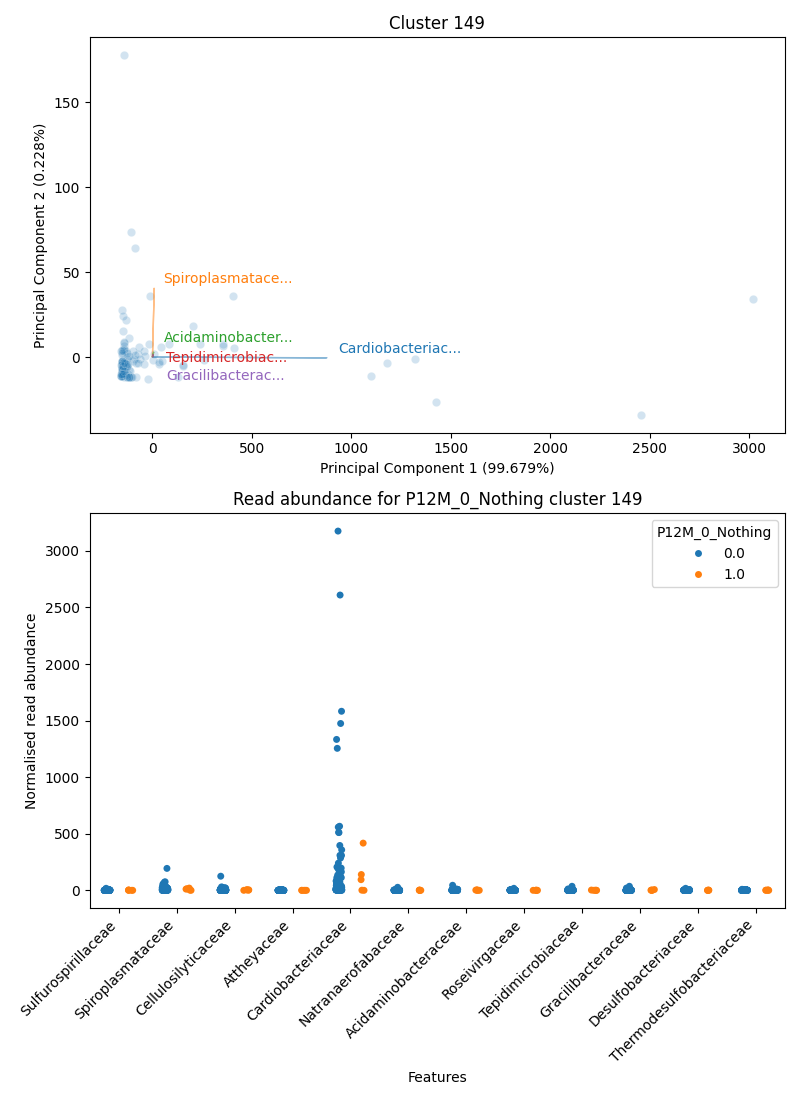 Cluster 149
Principal Component 2 (0.228%)
150
100
50
0
Spiroplasmatace...
Acidaminobacter...
Tepidimicrobiac...
Gracilibacterac...
Cardiobacteriac...
0
500
1000
1500
2000
2500
3000
Principal Component 1 (99.679%)
Read abundance for P12M_0_Nothing cluster 149
Normalised read abundance
3000
2500
2000
1500
1000
500
0
P12M_0_Nothing
0.0
1.0
Sulfurospirillaceae
Spiroplasmataceae
Cellulosilyticaceae
Attheyaceae
Cardiobacteriaceae
Natranaerofabaceae
Acidaminobacteraceae
Roseivirgaceae
Tepidimicrobiaceae
Gracilibacteraceae
Desulfobacteriaceae
Thermodesulfobacteriaceae
Features